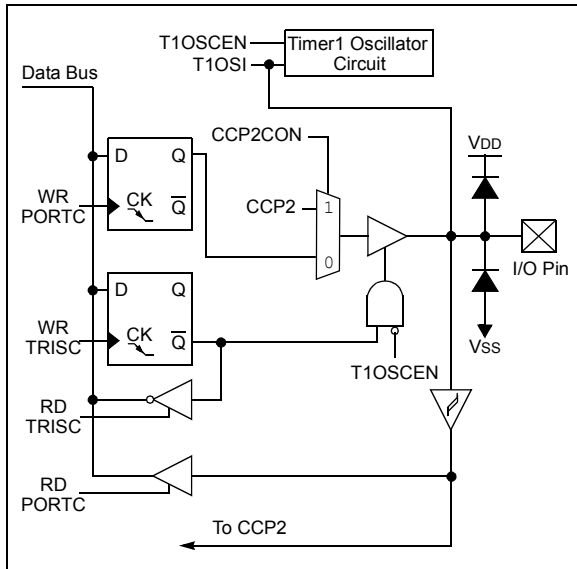 T1OSCEN
Timer1 Oscillator
Circuit
T1OSI
Data Bus
CCP2CON
VDD
D Q
CCP2
1
WR
PORTC
CK Q
0
I/O Pin
D Q
WR
TRISC
CK Q
VSS
T1OSCEN
RD
TRISC
RD
PORTC
To CCP2